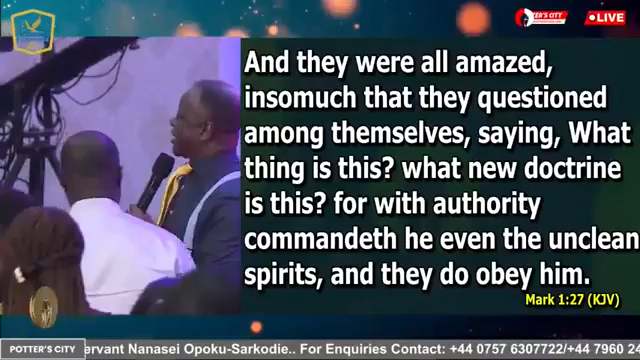 POTTER'S CITY
LIVE
And they were all amazed,
insomuch that they questioned
among themselves, saying, What
thing is this? what new doctrine
is this? for with authority
commandeth he even the unclean
spirits, and they do obey him.
Mark 1:27 (KJV)
POTTER'S CITY
ervant Nanasei Opoku-Sarkodie.. For Enquiries Contact: +44 0757 6307722/+44 7960 24